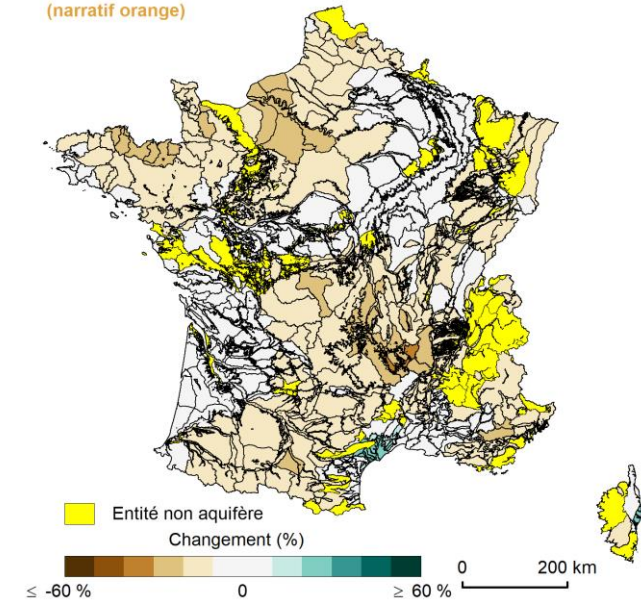 (narratif orange)
Entité non aquifère
Changement (%)
≤ -60 % 0 ≥ 60 %
0 200 km